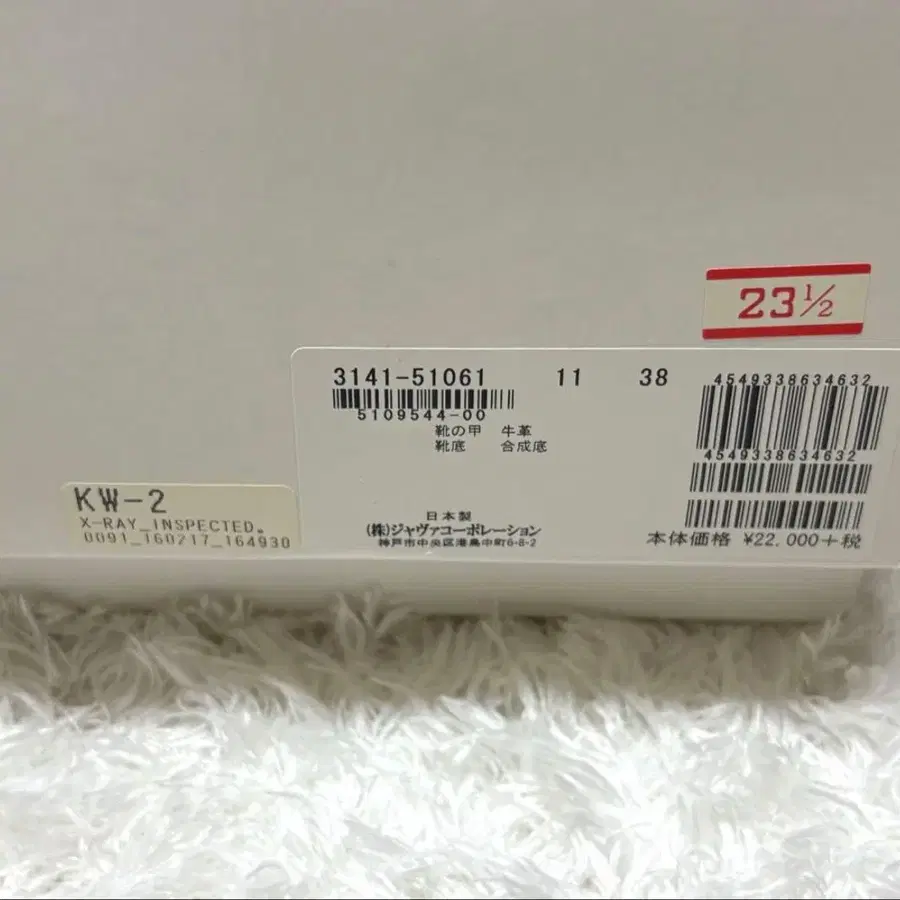 23½
3141-51061 11 38
5109544-00
靴の甲 牛革
靴底 合成底
日本製
(株)ジャヴァコーポレーション
神戸市中央区港島中町6-8-2
4549338634632
4549338634632
本体価格 ¥22,000+税
KW-2
X-RAY_INSPECTED.
0091_160217_164930